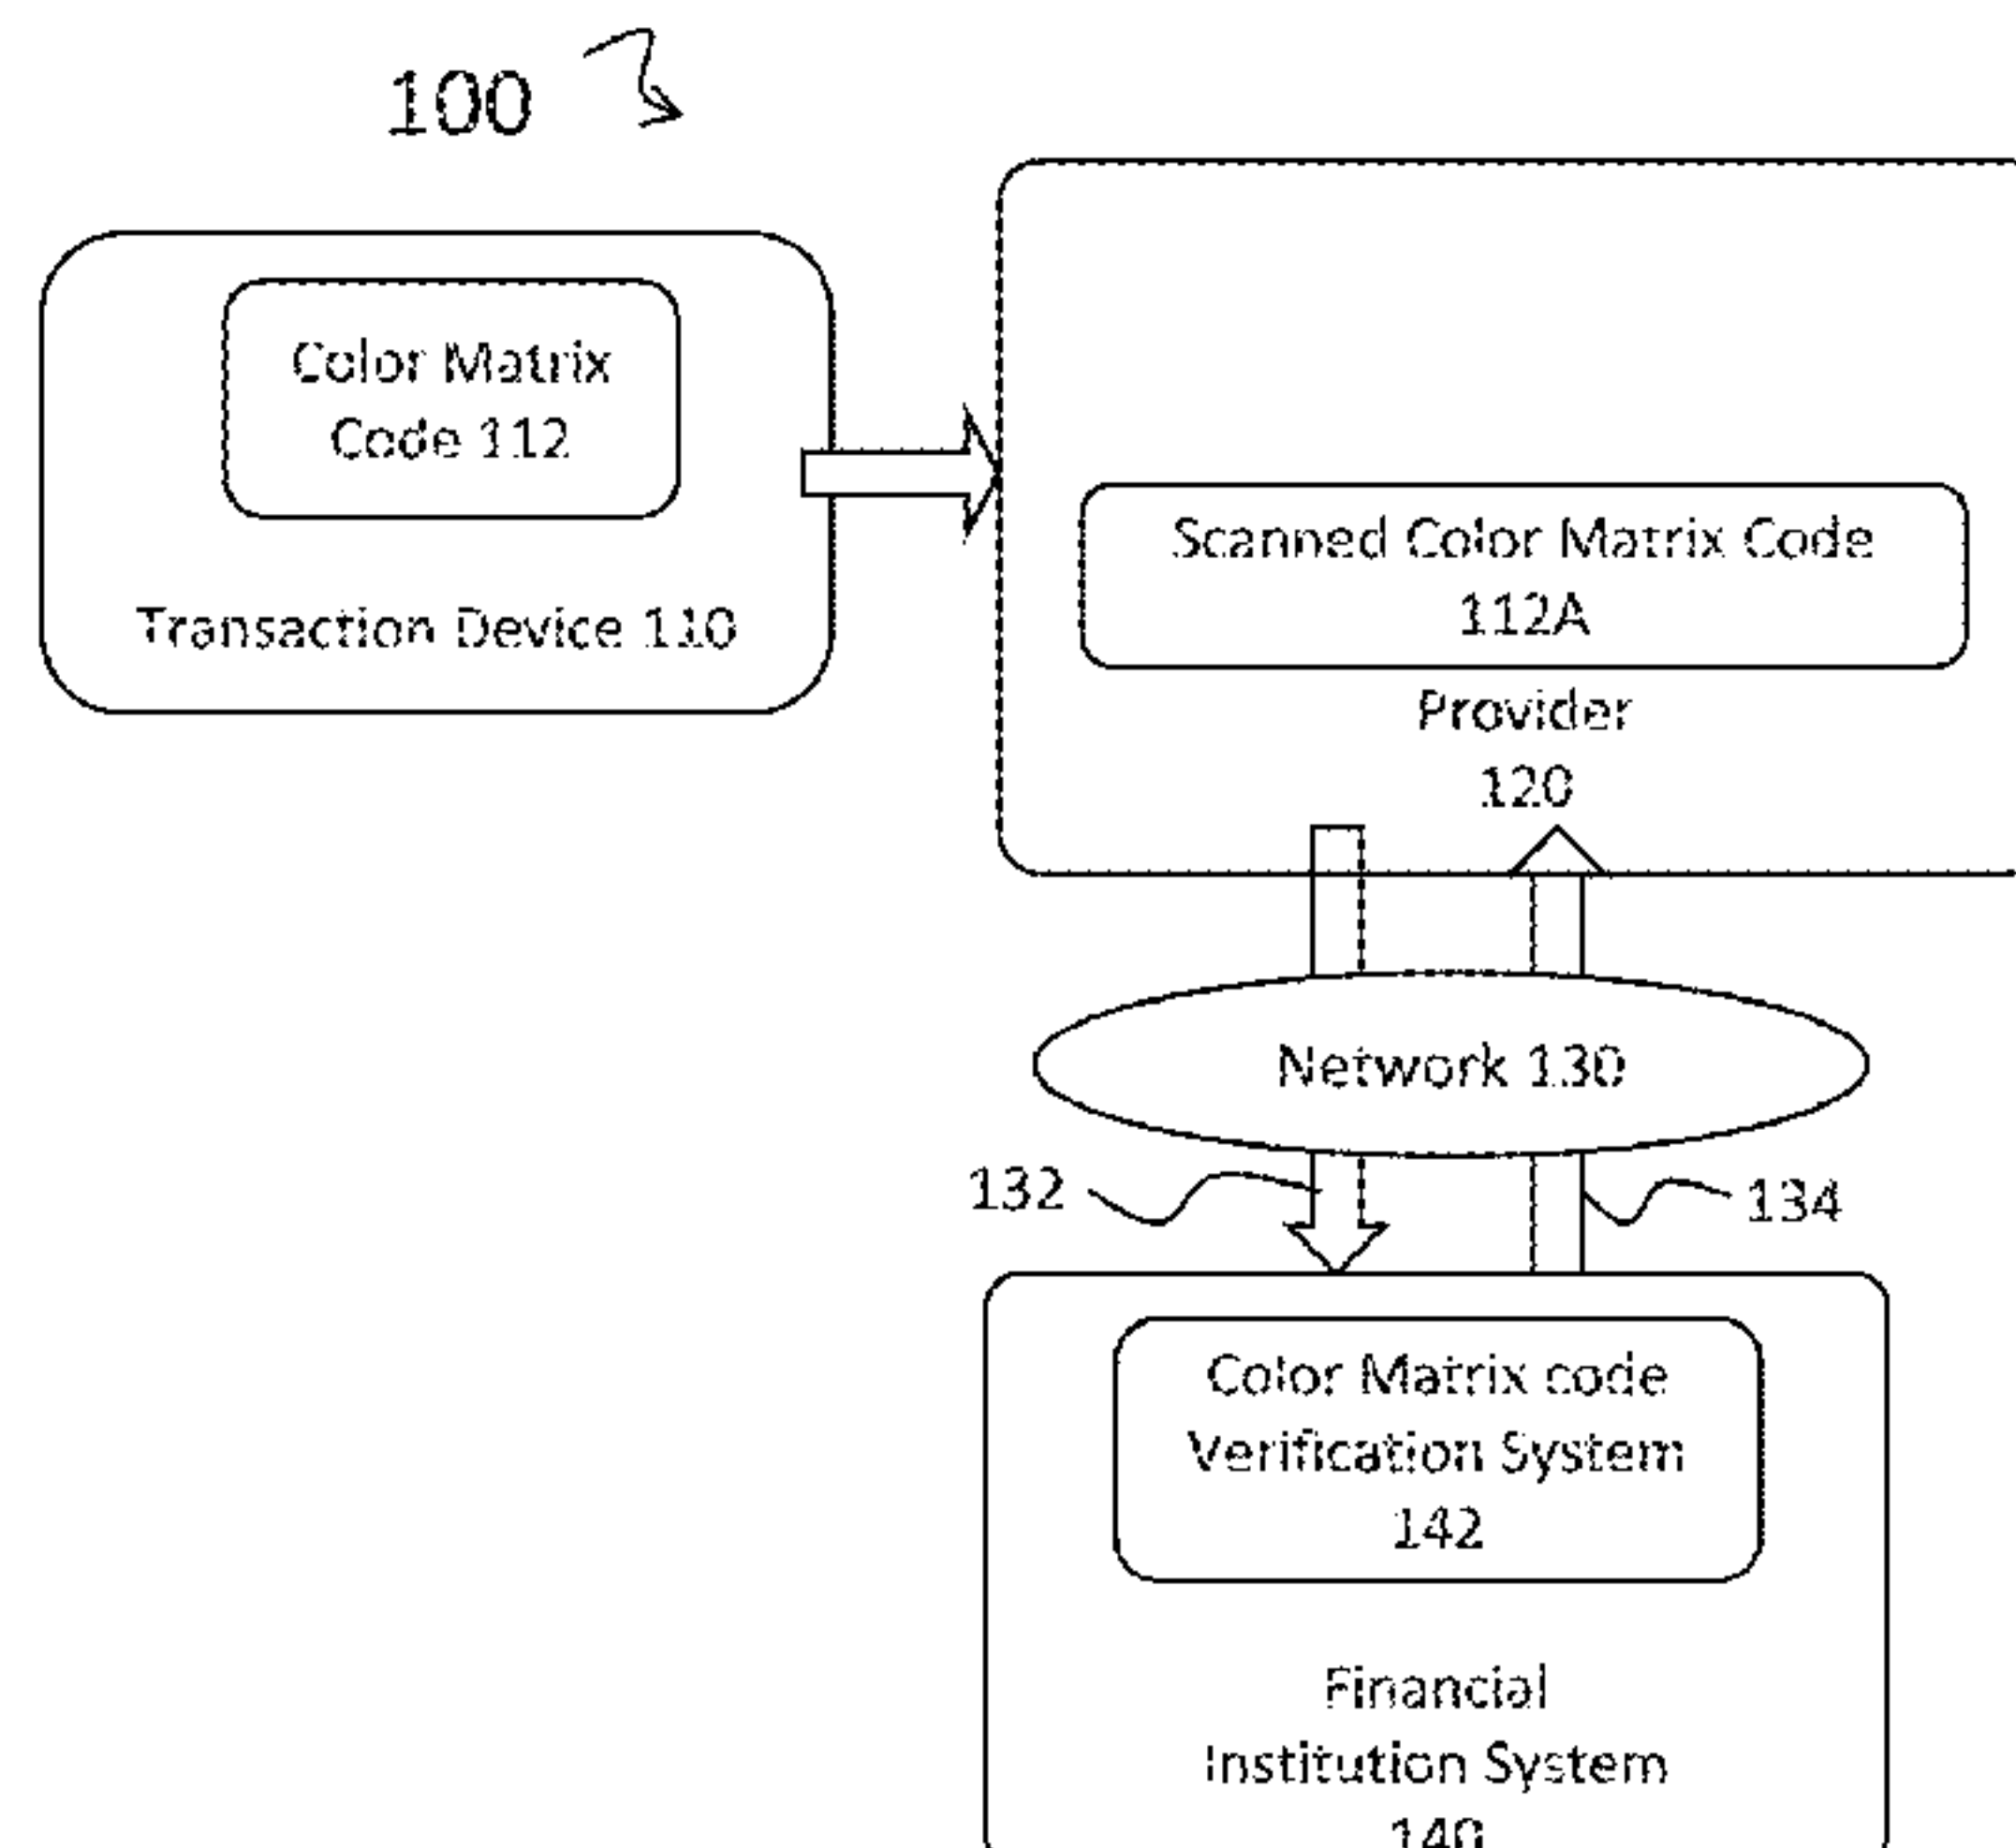 100
Color Matrix
Code 112
Transaction Device 110
Scanned Color Matrix Code
112A
Provider
120
Network 130
132
134
Color Matrix code
Verification System
142
Financial
Institution System
140